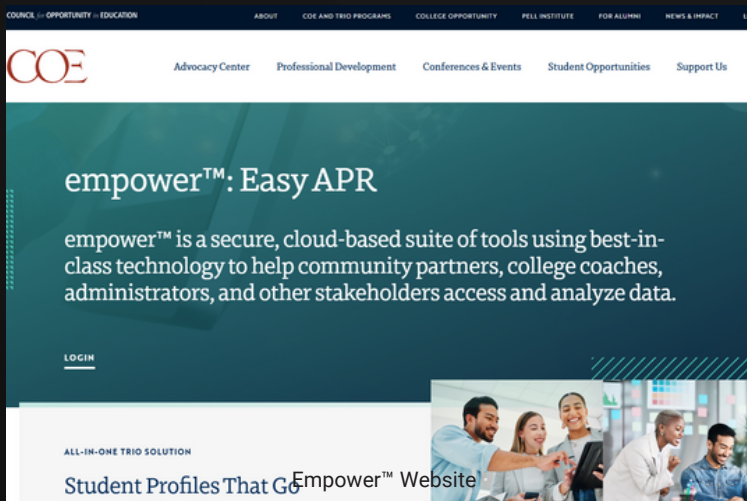 COUNCIL for OPPORTUNITY in EDUCATION
ABOUT COE AND TRIO PROGRAMS COLLEGE OPPORTUNITY PELL INSTITUTE FOR ALUMNI NEWS & IMPACT
COE
Advocacy Center Professional Development Conferences & Events Student Opportunities Support Us
empower™: Easy APR
empower™ is a secure, cloud-based suite of tools using best-in-
class technology to help community partners, college coaches,
administrators, and other stakeholders access and analyze data.
LOGIN
ALL-IN-ONE TRIO SOLUTION
Student Profiles That Go
Empower™ Website